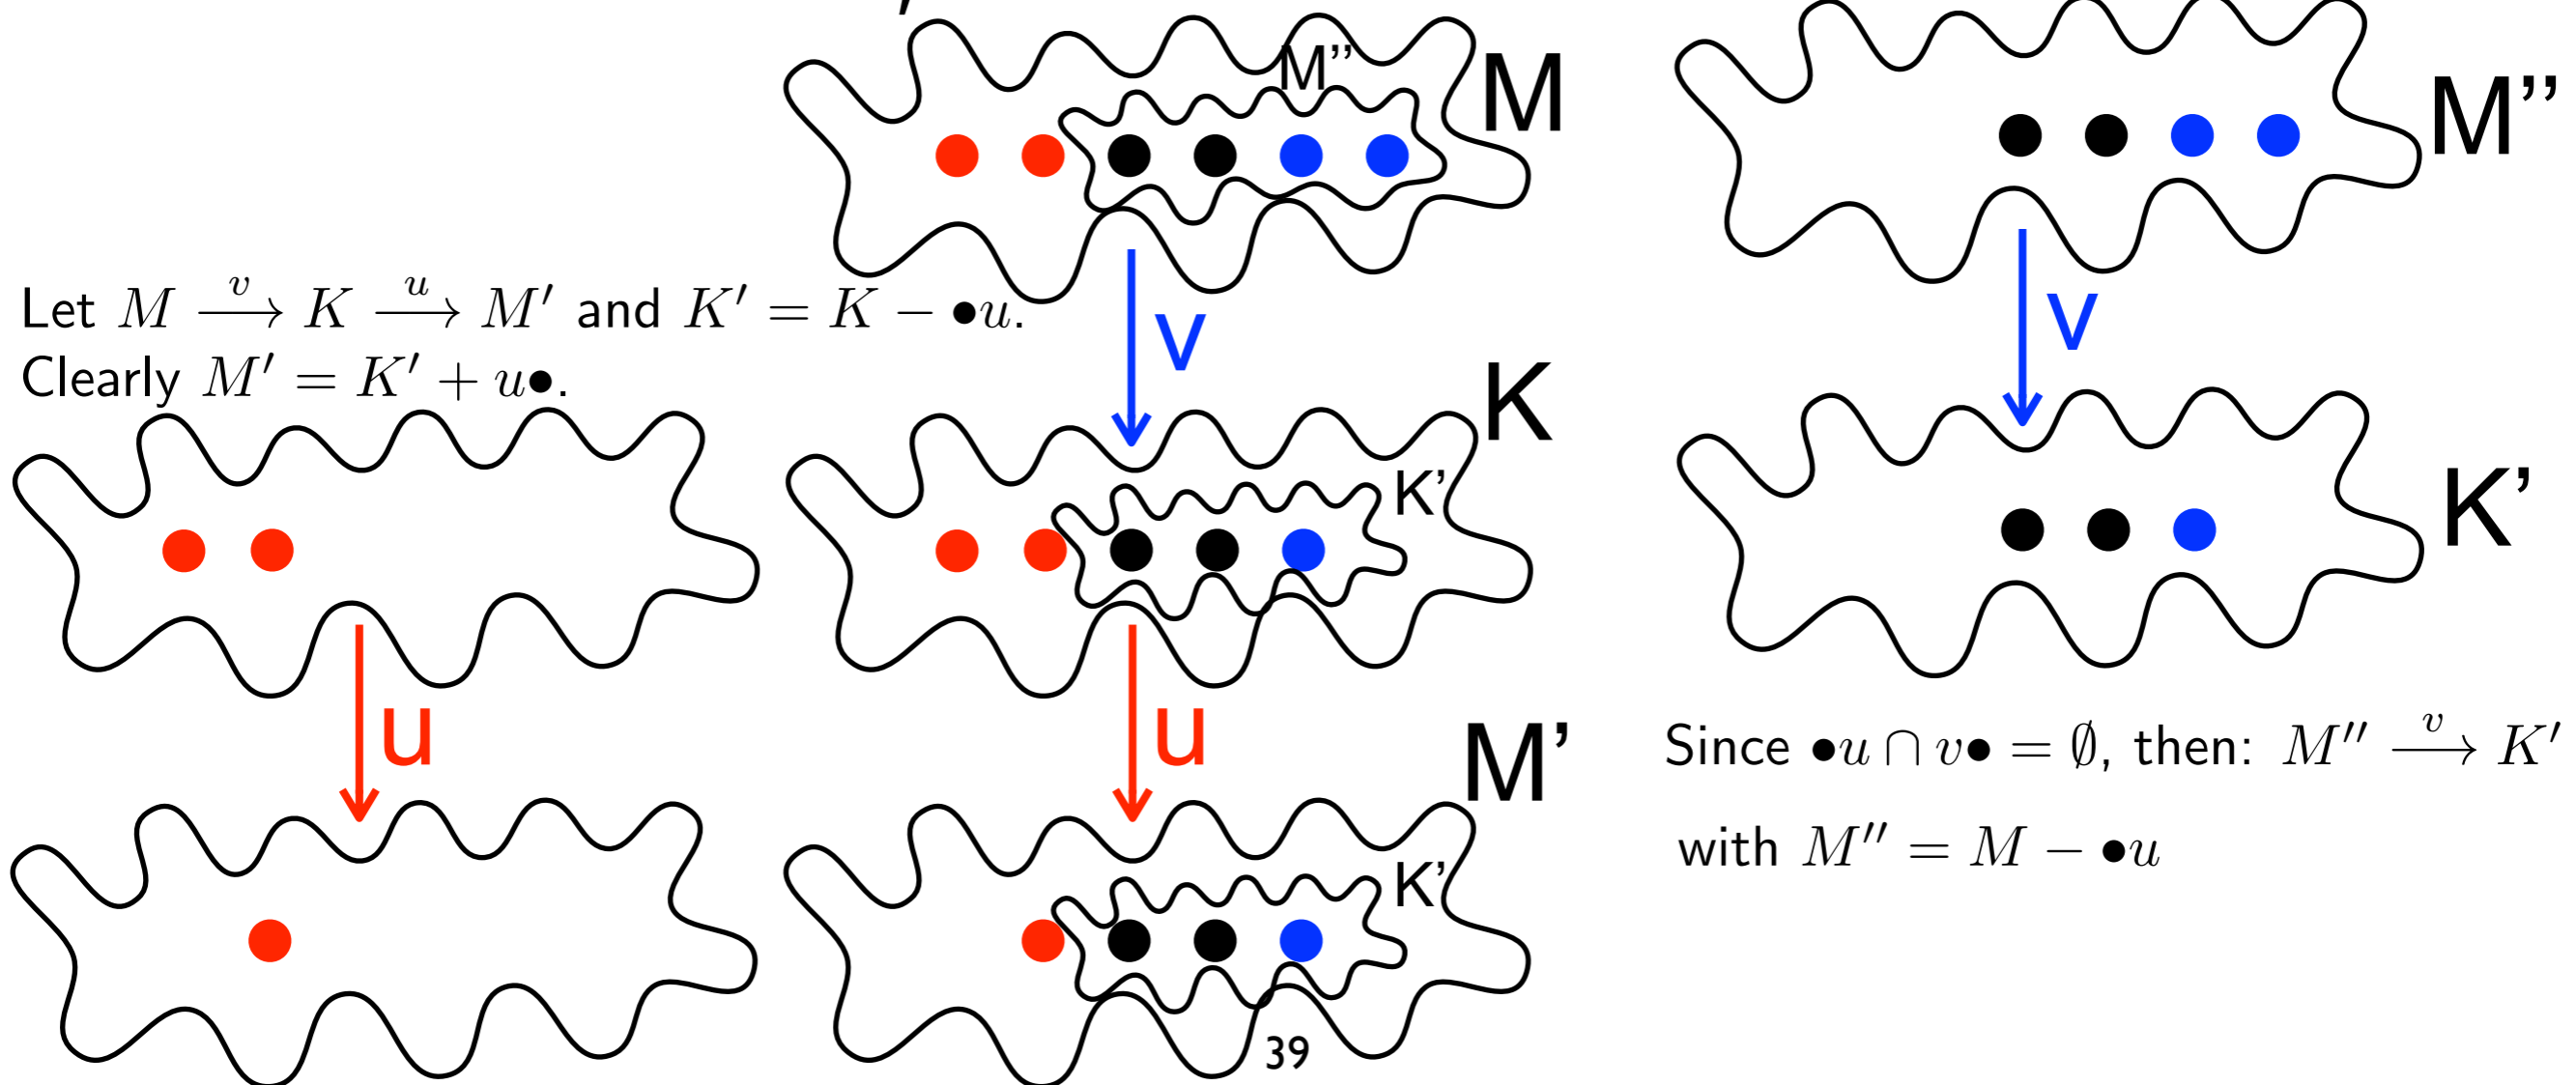 M''
M
M''
v
v
Let M —v→ K —u→ M′ and K′ = K − •u.
Clearly M′ = K′ + u•.
K
K'
K'
u
u
M'
Since •u ∩ v• = ∅, then: M″ —v→ K′
with M″ = M − •u
K'
39